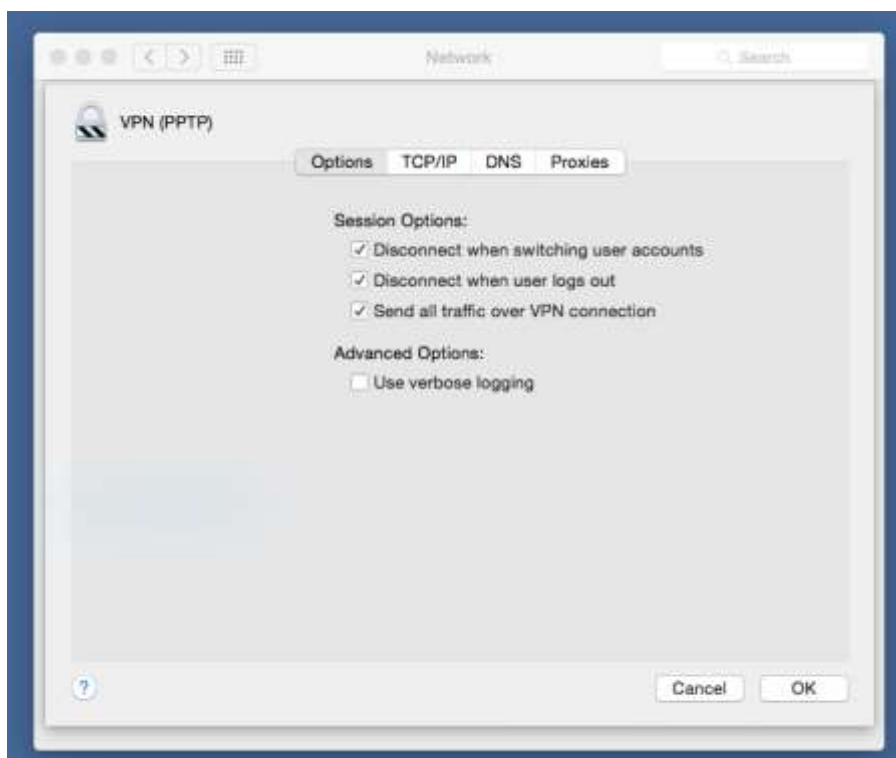 Network
Search
VPN (PPTP)
Options TCP/IP DNS Proxies
Session Options:
Disconnect when switching user accounts
Disconnect when user logs out
Send all traffic over VPN connection
Advanced Options:
Use verbose logging
?
Cancel OK